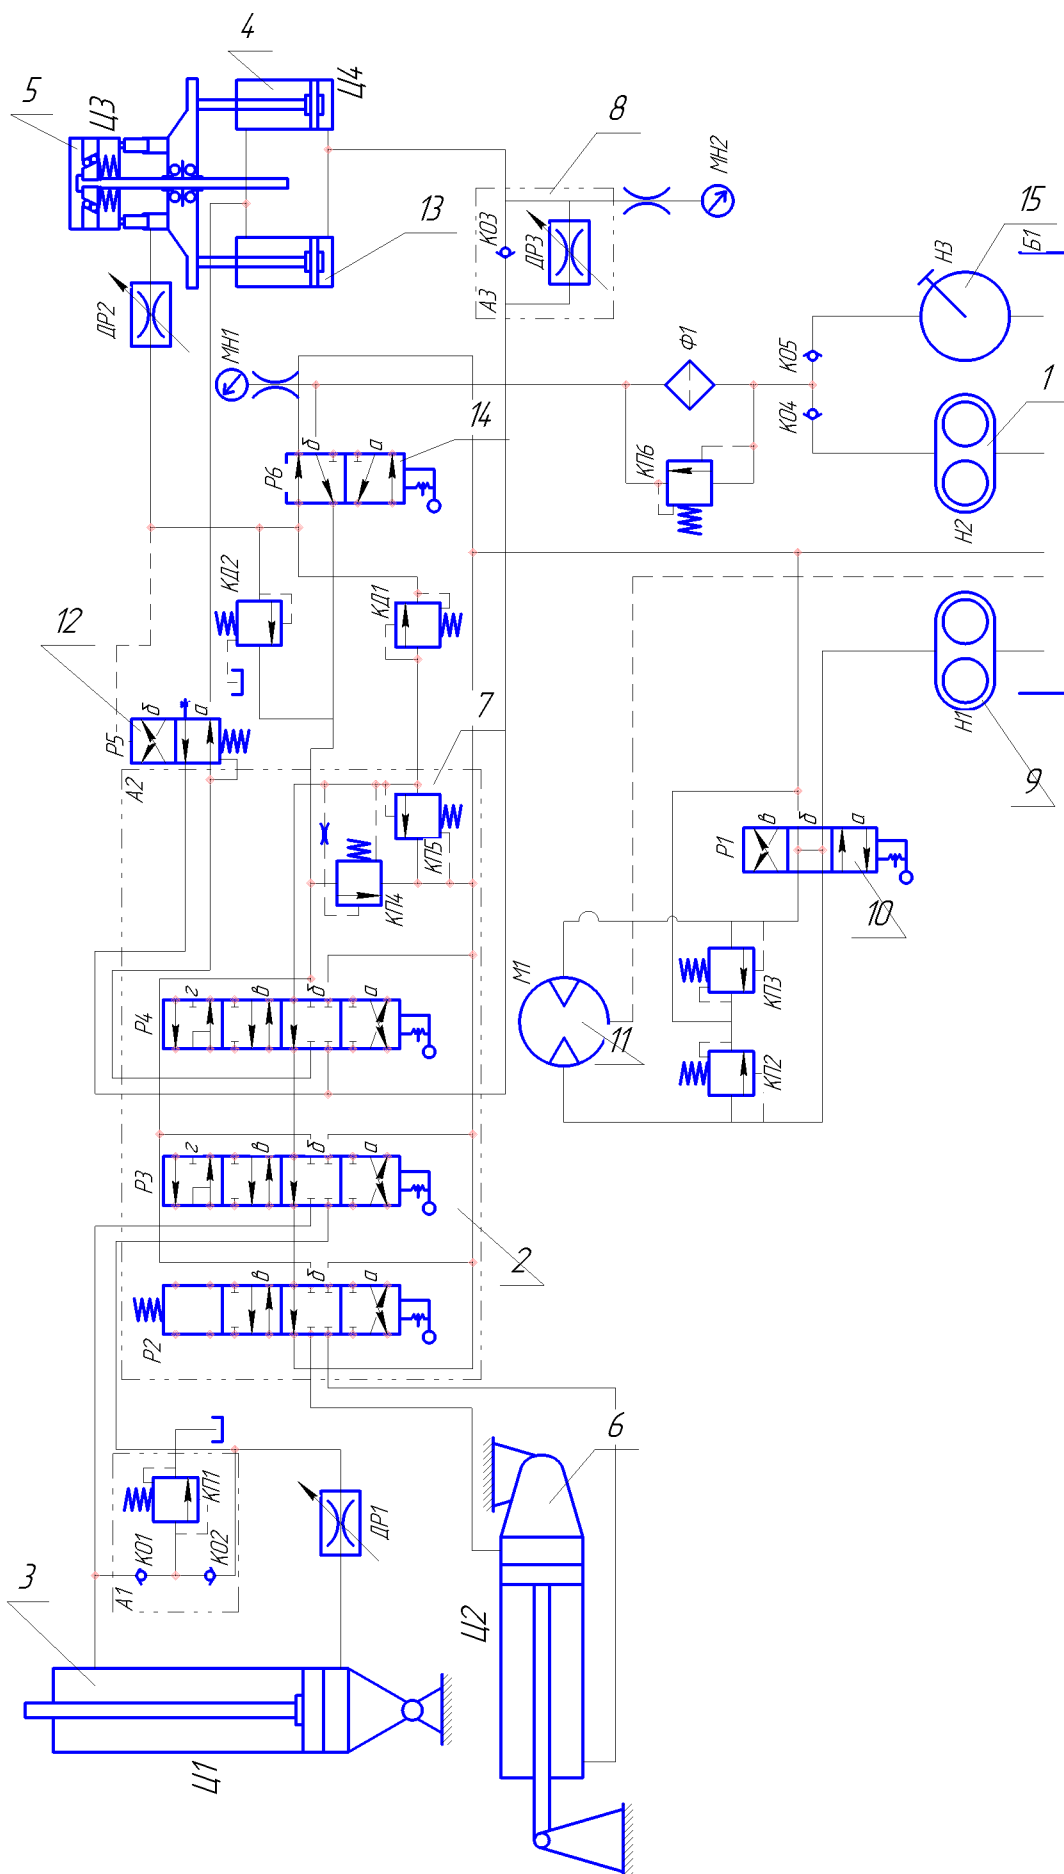 4
5
Ц3
Ц4
8
МН2
13
КО3
ДР3
А3
15
Н3
Б1
ДР2
МН1
Ф1
КО5
КО4
1
14
Р6
б
а
КП6
Н2
КД2
КД1
12
Р5
б
а
А2
7
КП5
КП4
Н1
9
Р1
в
б
а
10
М1
11
КП3
КП2
Р4
г
в
б
а
Р3
г
в
б
а
2
Р2
в
б
а
6
КП1
КО1
КО2
А1
ДР1
3
Ц2
Ц1